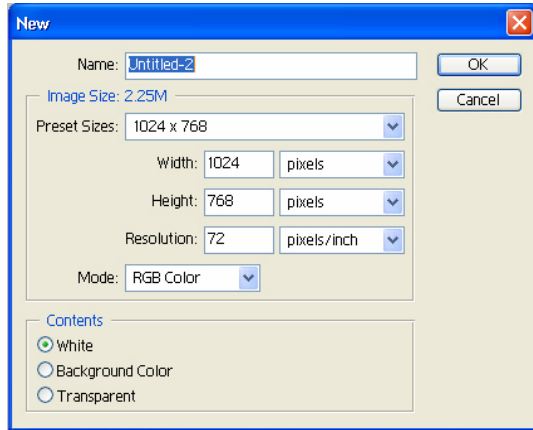 New
Name: Untitled-2
OK
Image Size: 2.25M
Cancel
Preset Sizes: 1024 x 768
Width: 1024 pixels
Height: 768 pixels
Resolution: 72 pixels/inch
Mode: RGB Color
Contents
White
Background Color
Transparent